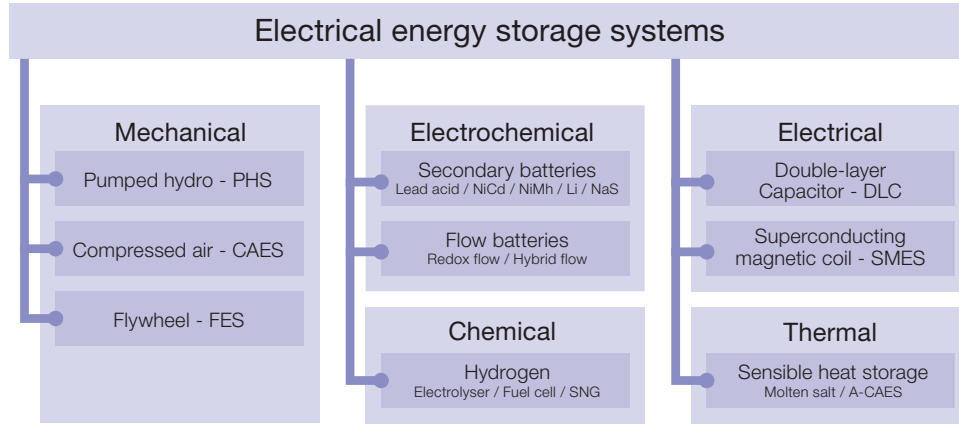 Electrical energy storage systems
Mechanical
Pumped hydro - PHS
Compressed air - CAES
Flywheel - FES
Electrochemical
Secondary batteries
Lead acid / NiCd / NiMh / Li / NaS
Flow batteries
Redox flow / Hybrid flow
Chemical
Hydrogen
Electrolyser / Fuel cell / SNG
Electrical
Double-layer
Capacitor - DLC
Superconducting
magnetic coil - SMES
Thermal
Sensible heat storage
Molten salt / A-CAES